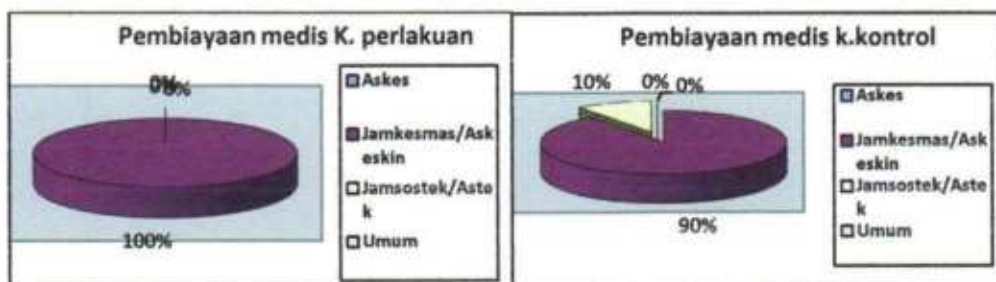 Pembiayaan medis K. perlakuan
0%
100%
Askes
Jamkesmas/Ask
eskin
Jamsostek/Aste
k
Umum
Pembiayaan medis k.kontrol
10% 0% 0%
90%
Askes
Jamkesmas/Ask
eskin
Jamsostek/Aste
k
Umum